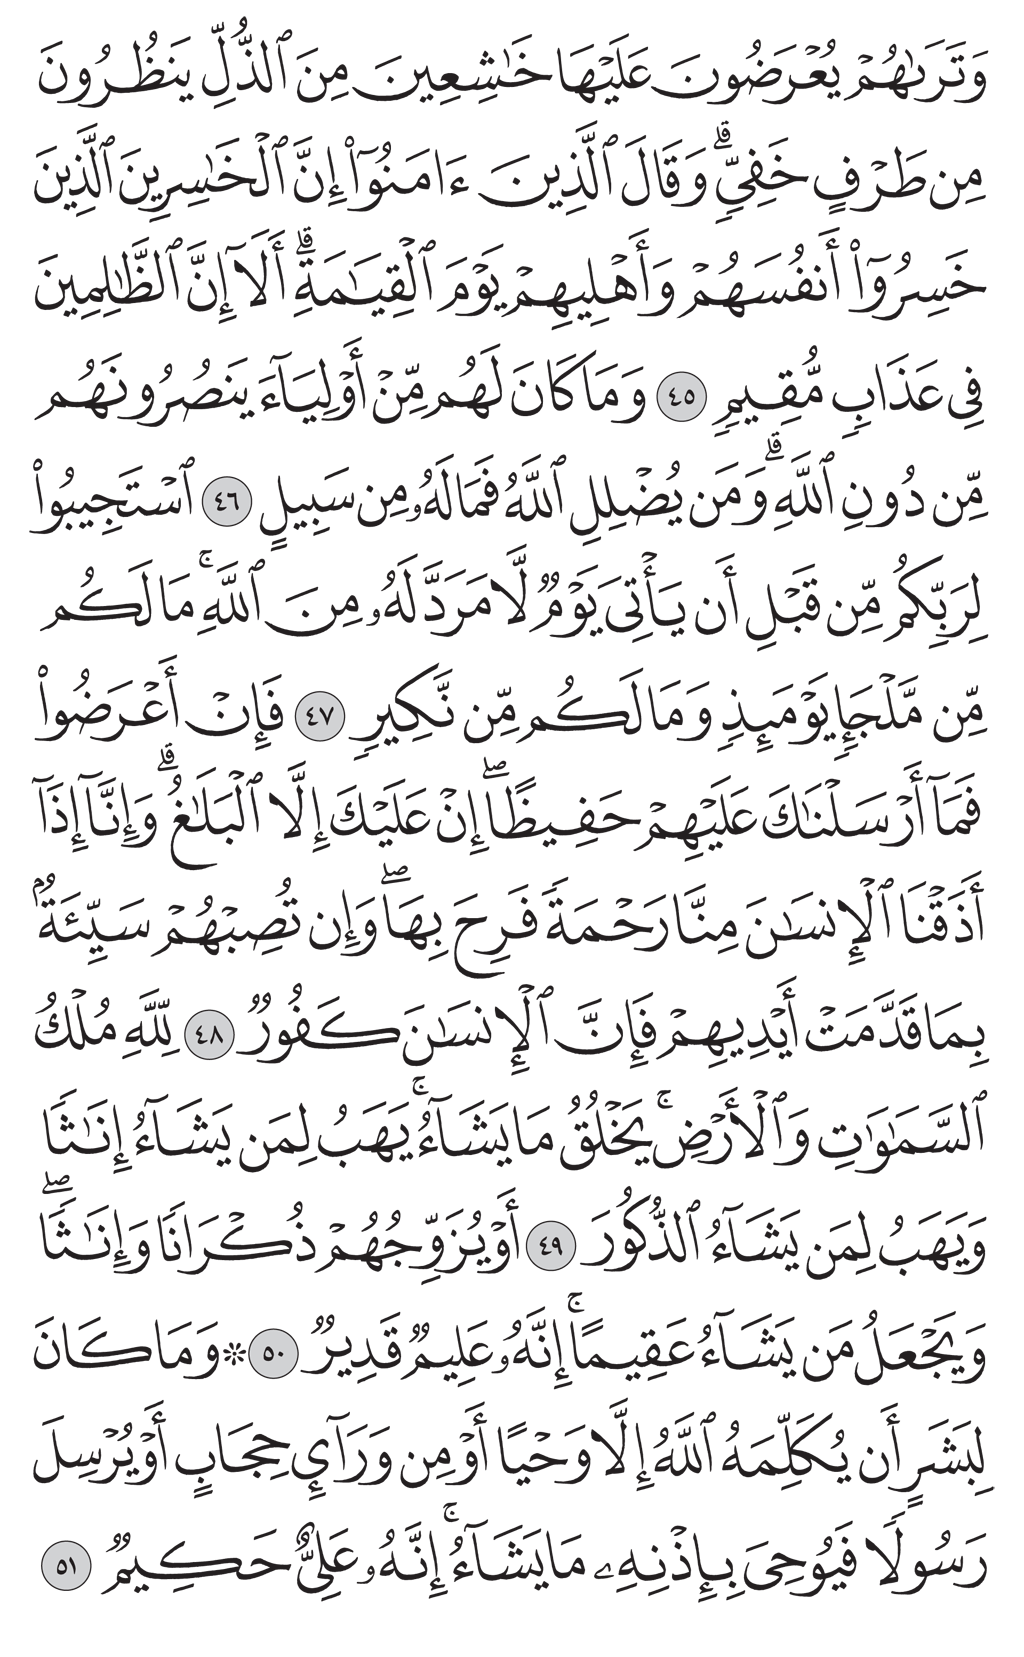 وَتَرَىٰهُمْ يُعْرَضُونَ عَلَيْهَا خَـٰشِعِينَ مِنَ ٱلذُّلِّ يَنظُرُونَ
مِن طَرْفٍ خَفِىٍّ ۗ وَقَالَ ٱلَّذِينَ ءَامَنُوٓا۟ إِنَّ ٱلْخَـٰسِرِينَ ٱلَّذِينَ
خَسِرُوٓا۟ أَنفُسَهُمْ وَأَهْلِيهِمْ يَوْمَ ٱلْقِيَـٰمَةِ ۗ أَلَآ إِنَّ ٱلظَّـٰلِمِينَ
فِى عَذَابٍ مُّقِيمٍ ٤٥ وَمَا كَانَ لَهُم مِّنْ أَوْلِيَآءَ يَنصُرُونَهُم
مِّن دُونِ ٱللَّهِ ۗ وَمَن يُضْلِلِ ٱللَّهُ فَمَا لَهُۥ مِن سَبِيلٍ ٤٦ ٱسْتَجِيبُوا۟
لِرَبِّكُم مِّن قَبْلِ أَن يَأْتِىَ يَوْمٌ لَّا مَرَدَّ لَهُۥ مِنَ ٱللَّهِ ۚ مَا لَكُم
مِّن مَّلْجَإٍ يَوْمَئِذٍ وَمَا لَكُم مِّن نَّكِيرٍ ٤٧ فَإِنْ أَعْرَضُوا۟
فَمَآ أَرْسَلْنَـٰكَ عَلَيْهِمْ حَفِيظًا ۖ إِنْ عَلَيْكَ إِلَّا ٱلْبَلَـٰغُ ۗ وَإِنَّآ إِذَآ
أَذَقْنَا ٱلْإِنسَـٰنَ مِنَّا رَحْمَةً فَرِحَ بِهَا ۖ وَإِن تُصِبْهُمْ سَيِّئَةٌۢ
بِمَا قَدَّمَتْ أَيْدِيهِمْ فَإِنَّ ٱلْإِنسَـٰنَ كَفُورٌ ٤٨ لِّلَّهِ مُلْكُ
ٱلسَّمَـٰوَٰتِ وَٱلْأَرْضِ ۚ يَخْلُقُ مَا يَشَآءُ ۚ يَهَبُ لِمَن يَشَآءُ إِنَـٰثًا
وَيَهَبُ لِمَن يَشَآءُ ٱلذُّكُورَ ٤٩ أَوْ يُزَوِّجُهُمْ ذُكْرَانًا وَإِنَـٰثًا ۖ
وَيَجْعَلُ مَن يَشَآءُ عَقِيمًا ۚ إِنَّهُۥ عَلِيمٌ قَدِيرٌ ٥٠ ۞ وَمَا كَانَ
لِبَشَرٍ أَن يُكَلِّمَهُ ٱللَّهُ إِلَّا وَحْيًا أَوْ مِن وَرَآئِ حِجَابٍ أَوْ يُرْسِلَ
رَسُولًا فَيُوحِىَ بِإِذْنِهِۦ مَا يَشَآءُ ۚ إِنَّهُۥ عَلِىٌّ حَكِيمٌ ٥١